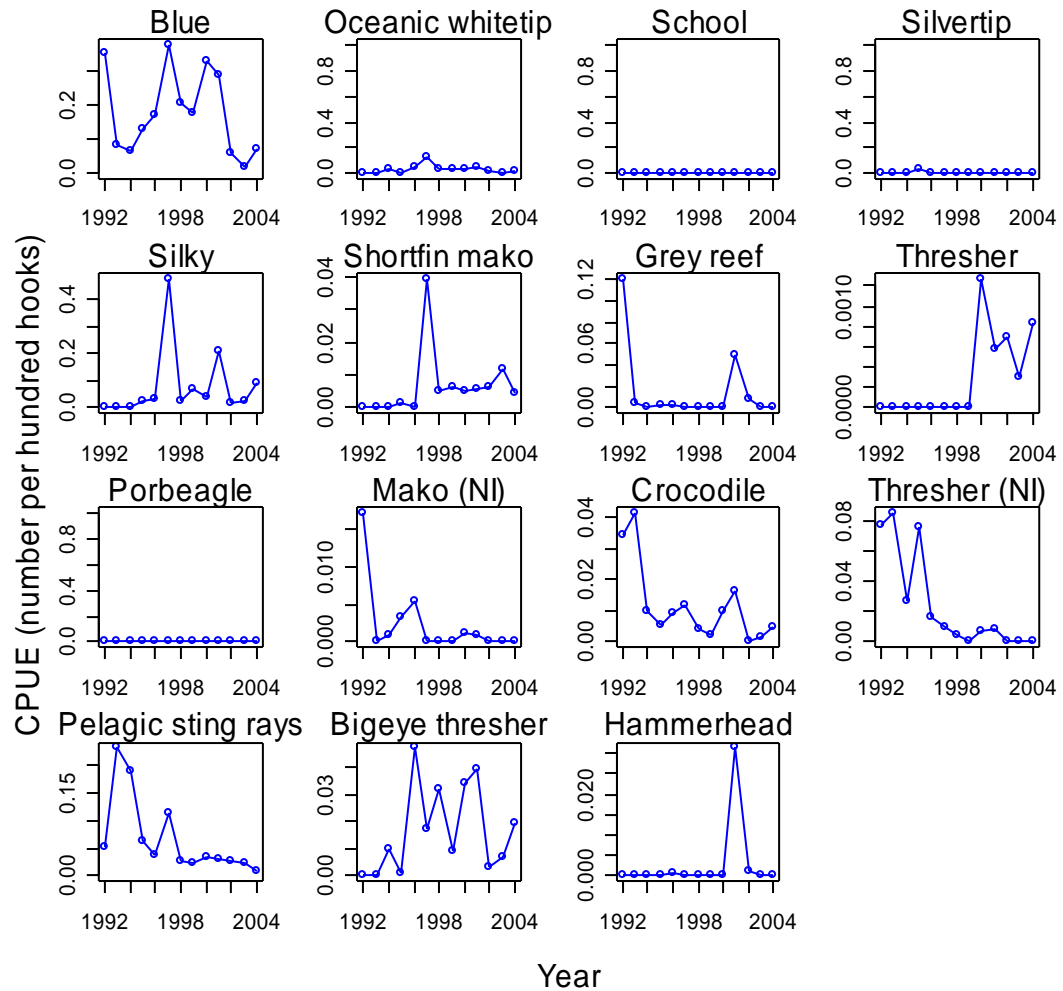 Blue
Oceanic whitetip
School
Silvertip
0.0 0.2
0.0 0.4 0.8
0.0 0.4 0.8
0.0 0.4 0.8
1992 1998 2004
1992 1998 2004
1992 1998 2004
1992 1998 2004
CPUE (number per hundred hooks)
Silky
Shortfin mako
Grey reef
Thresher
0.0 0.2 0.4
0.00 0.02 0.04
0.00 0.06 0.12
0.0000 0.0010
1992 1998 2004
1992 1998 2004
1992 1998 2004
1992 1998 2004
Porbeagle
Mako (NI)
Crocodile
Thresher (NI)
0.0 0.4 0.8
0.000 0.010
0.00 0.02 0.04
0.00 0.04 0.08
1992 1998 2004
1992 1998 2004
1992 1998 2004
1992 1998 2004
Pelagic sting rays
Bigeye thresher
Hammerhead
0.00 0.15
0.00 0.03
0.000 0.020
1992 1998 2004
1992 1998 2004
1992 1998 2004
Year